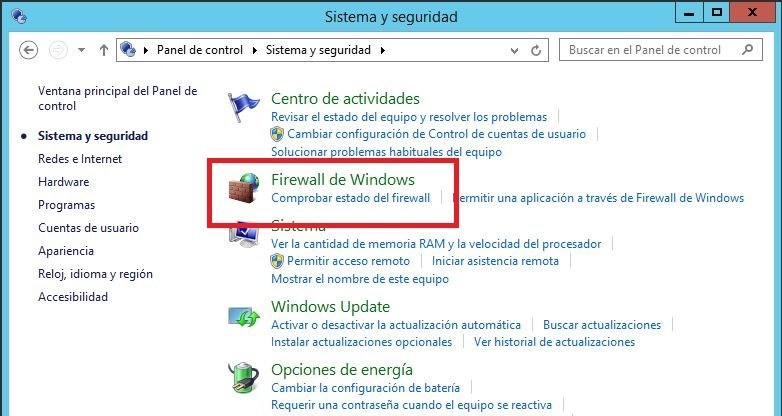 Sistema y seguridad
Panel de control Sistema y seguridad
Buscar en el Panel de control
Ventana principal del Panel de
control
Sistema y seguridad
Redes e Internet
Hardware
Programas
Cuentas de usuario
Apariencia
Reloj, idioma y región
Accesibilidad
Centro de actividades
Revisar el estado del equipo y resolver los problemas
Cambiar configuración de Control de cuentas de usuario
Solucionar problemas habituales del equipo
Firewall de Windows
Comprobar estado del firewall Permitir una aplicación a través de Firewall de Windows
Sistema
Ver la cantidad de memoria RAM y la velocidad del procesador
Permitir acceso remoto Iniciar asistencia remota
Mostrar el nombre de este equipo
Windows Update
Activar o desactivar la actualización automática Buscar actualizaciones
Instalar actualizaciones opcionales Ver historial de actualizaciones
Opciones de energía
Cambiar la configuración de batería
Requerir una contraseña cuando el equipo se reactiva